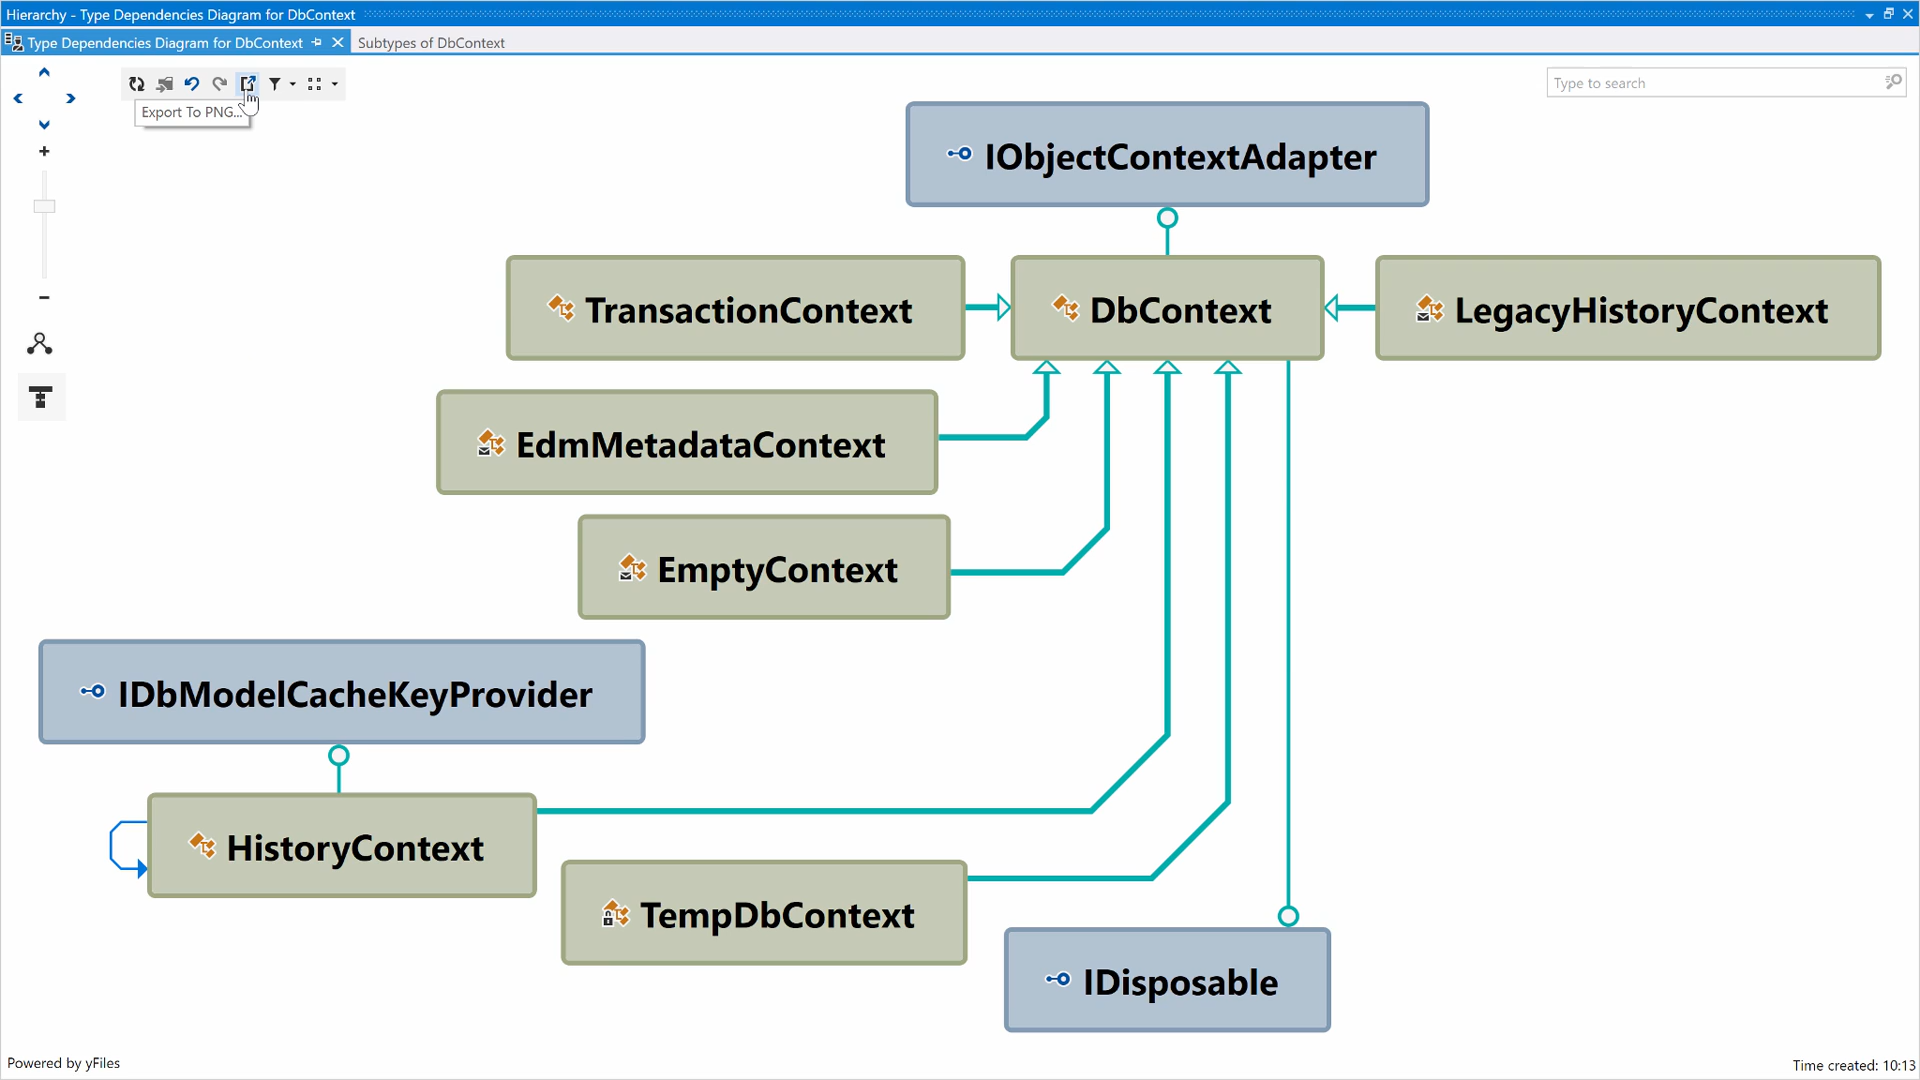 Hierarchy - Type Dependencies Diagram for DbContext
Type Dependencies Diagram for DbContext
Subtypes of DbContext
Type to search
Export To PNG...
IObjectContextAdapter
TransactionContext
DbContext
LegacyHistoryContext
EdmMetadataContext
EmptyContext
IDbModelCacheKeyProvider
HistoryContext
TempDbContext
IDisposable
Powered by yFiles
Time created: 10:13